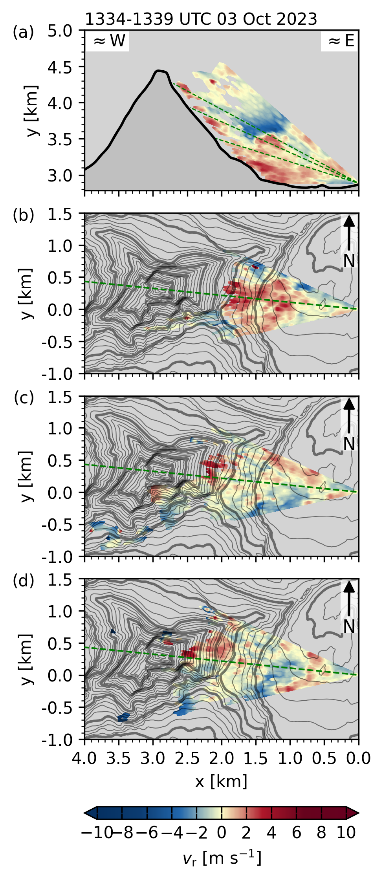 1334-1339 UTC 03 Oct 2023
(a)
≈ W
≈ E
5.0
4.5
4.0
3.5
3.0
y [km]
(b)
1.5
1.0
0.5
0.0
-0.5
-1.0
y [km]
N
(c)
1.5
1.0
0.5
0.0
-0.5
-1.0
y [km]
N
(d)
1.5
1.0
0.5
0.0
-0.5
-1.0
y [km]
N
4.0 3.5 3.0 2.5 2.0 1.5 1.0 0.5 0.0
x [km]
−10 −8 −6 −4 −2 0 2 4 6 8 10
v_r [m s⁻¹]